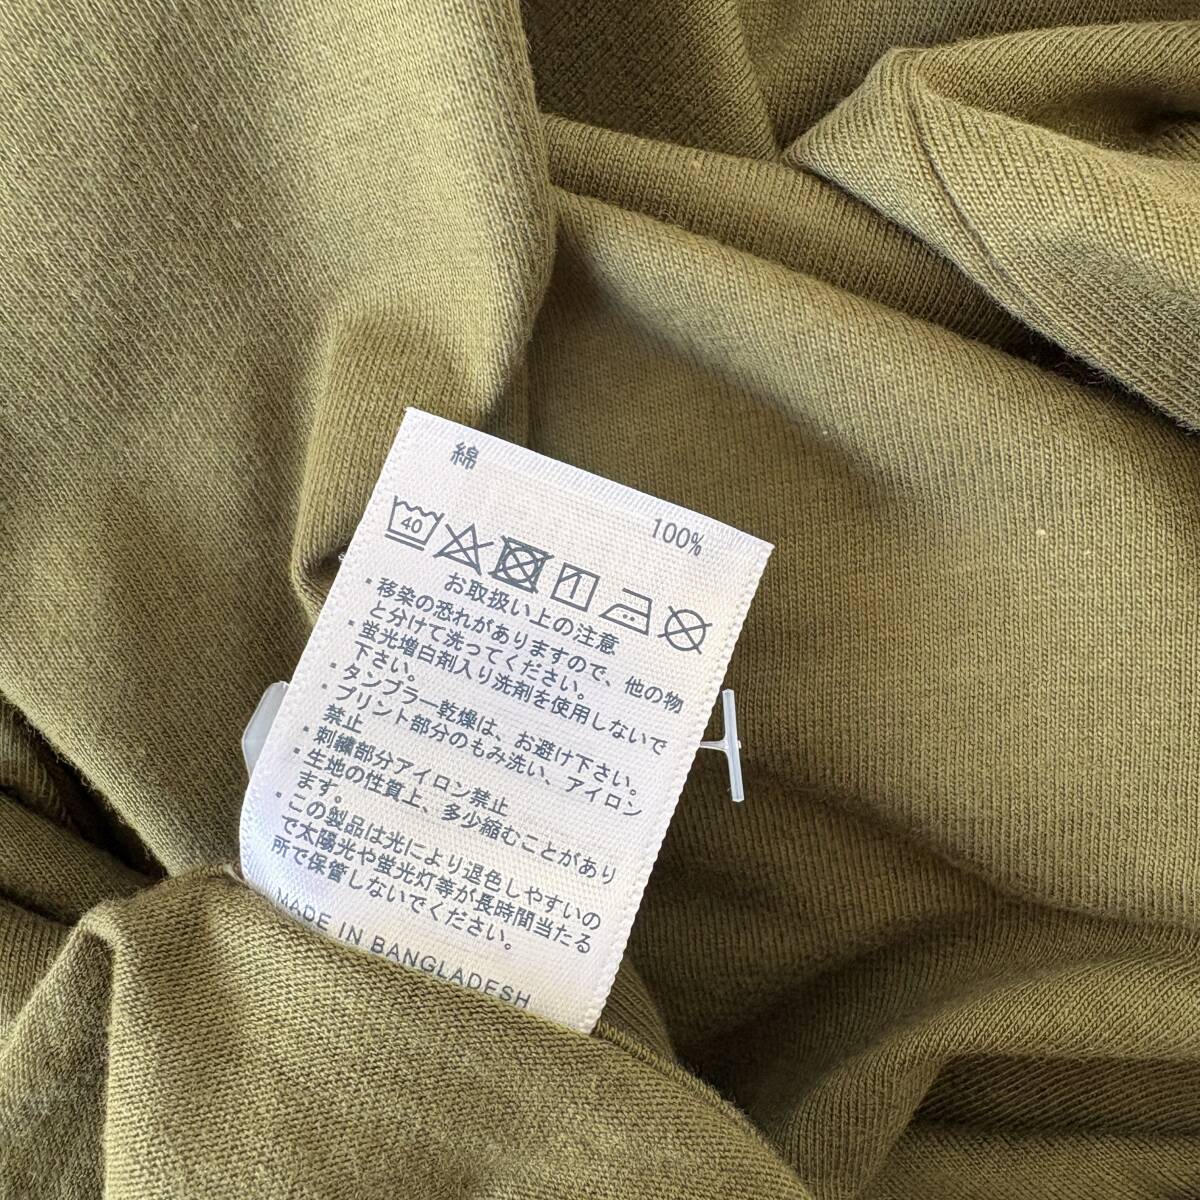 綿 100%
40
お取扱い上の注意
・移染の恐れがありますので、他の物
と分けて洗ってください。
・蛍光増白剤入り洗剤を使用しないで
下さい。
・タンブラー乾燥は、お避け下さい。
・プリント部分のもみ洗い、アイロン
禁止
・刺繍部分アイロン禁止
・生地の性質上、多少縮むことがあり
ます。
・この製品は光により退色しやすいの
で太陽光や蛍光灯等が長時間当たる
所で保管しないでください。
MADE IN BANGLADESH